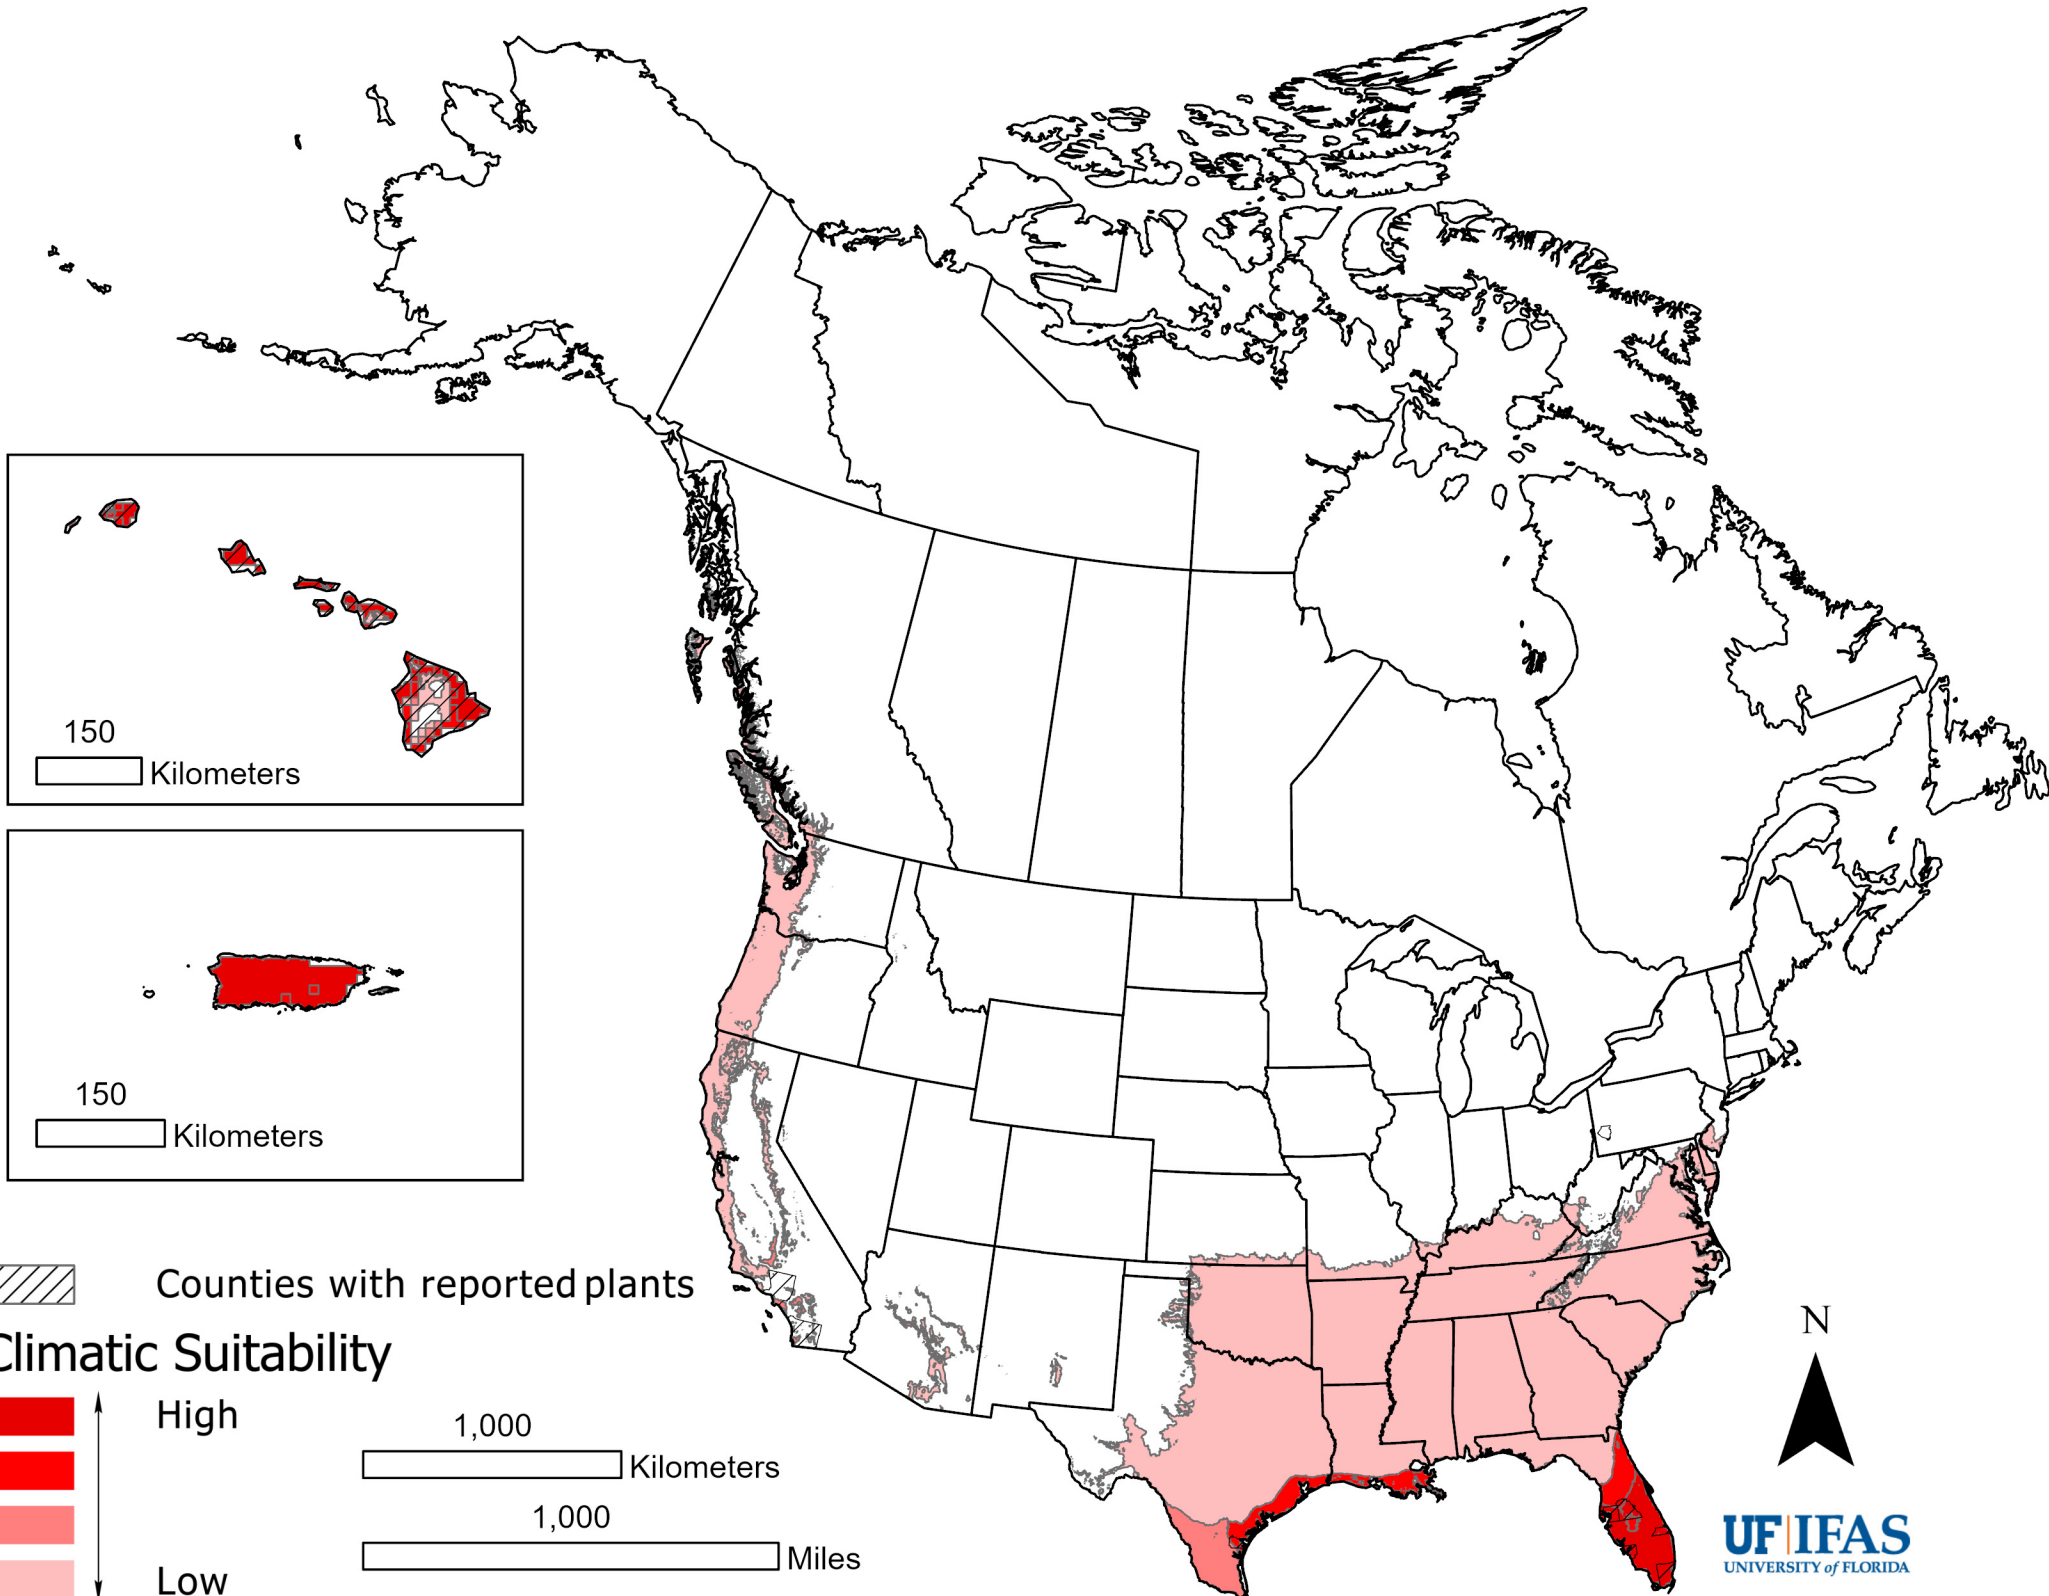 150
Kilometers
150
Kilometers
Counties with reported plants
Climatic Suitability
High
Low
1,000
Kilometers
1,000
Miles
N
UF|IFAS
UNIVERSITY of FLORIDA